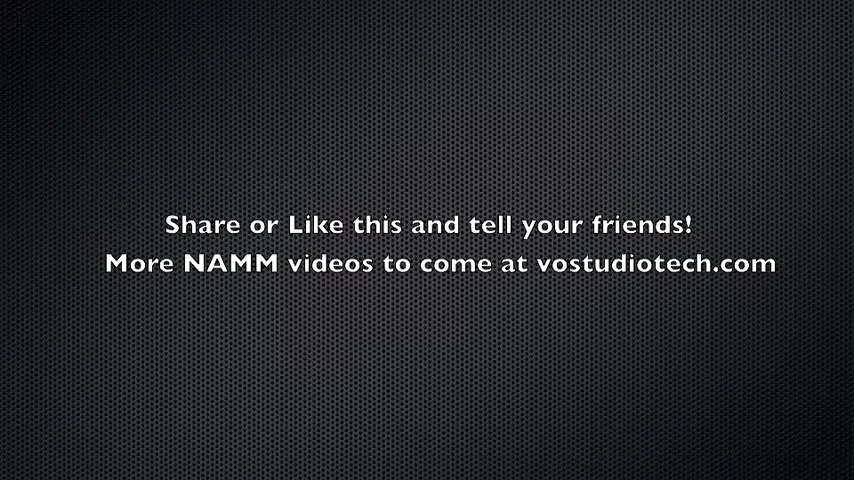 Share or Like this and tell your friends!
More NAMM videos to come at vostudiotech.com